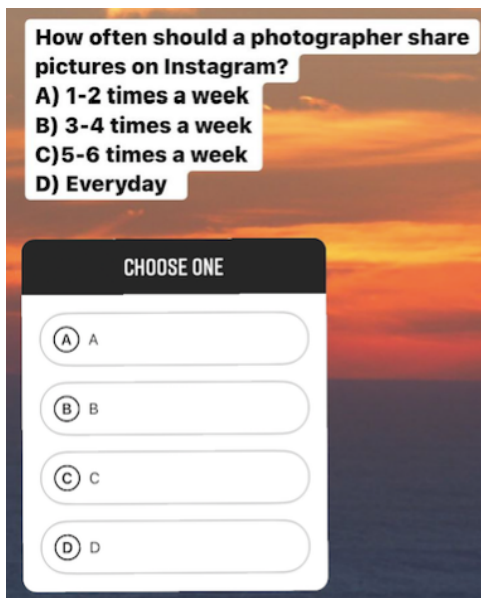 How often should a photographer share
pictures on Instagram?
A) 1-2 times a week
B) 3-4 times a week
C)5-6 times a week
D) Everyday
CHOOSE ONE
A A
B B
C C
D D